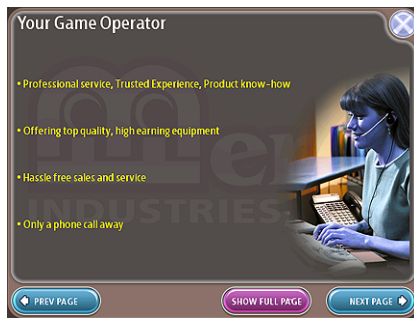 Your Game Operator
• Professional service, Trusted Experience, Product know-how
• Offering top quality, high earning equipment
• Hassle free sales and service
• Only a phone call away
INDUSTRIES
PREV PAGE
SHOW FULL PAGE
NEXT PAGE